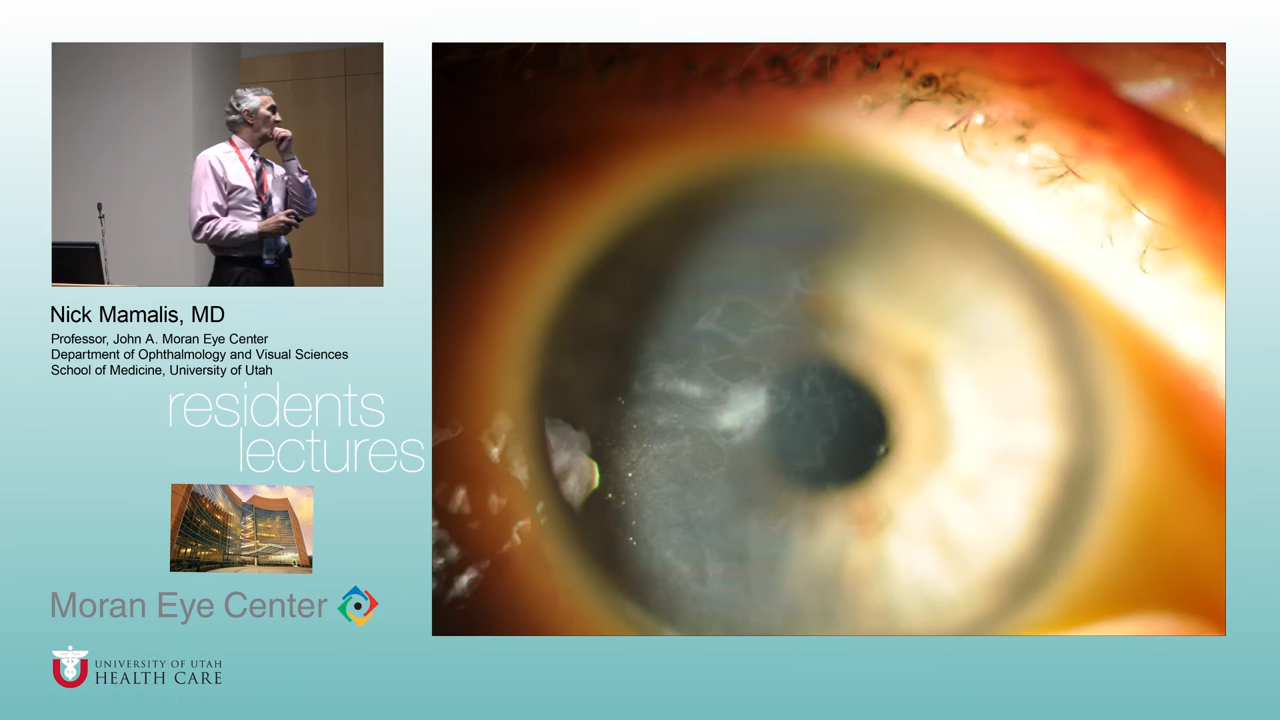 Nick Mamalis, MD
Professor, John A. Moran Eye Center
Department of Ophthalmology and Visual Sciences
School of Medicine, University of Utah
residents
lectures
Moran Eye Center
U
UNIVERSITY OF UTAH
HEALTH CARE